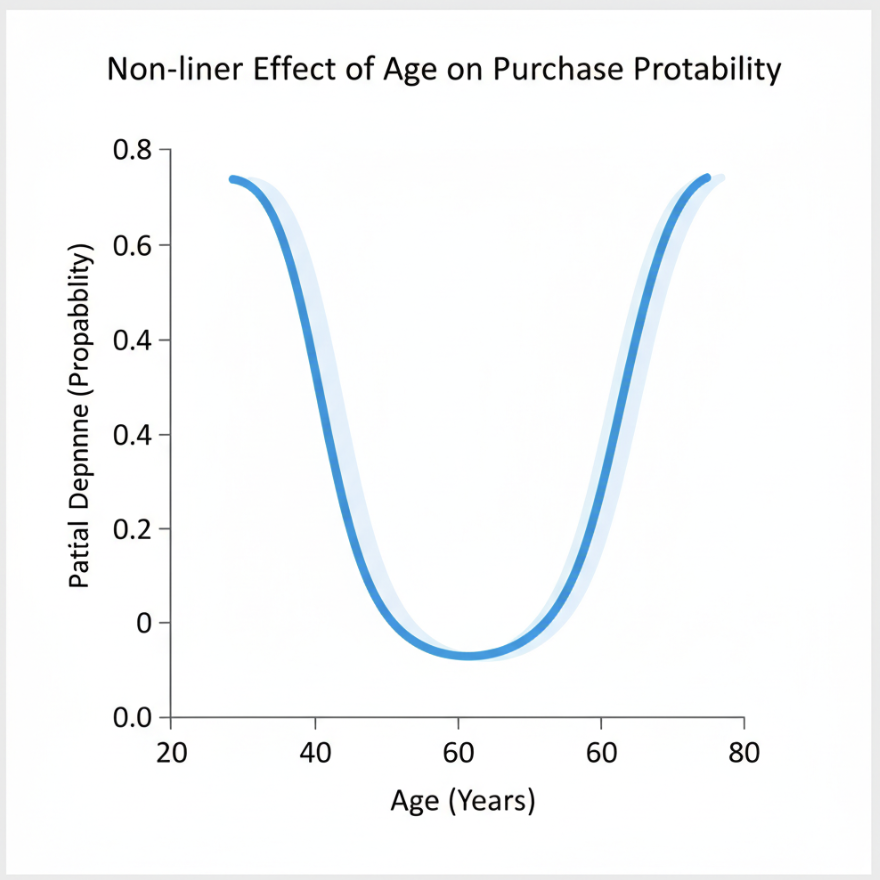 Non-liner Effect of Age on Purchase Protability
0.8
0.6
0.4
0.4
0.2
0
0.0
Patial Depnnne (Propabblity)
20 40 60 60 80
Age (Years)